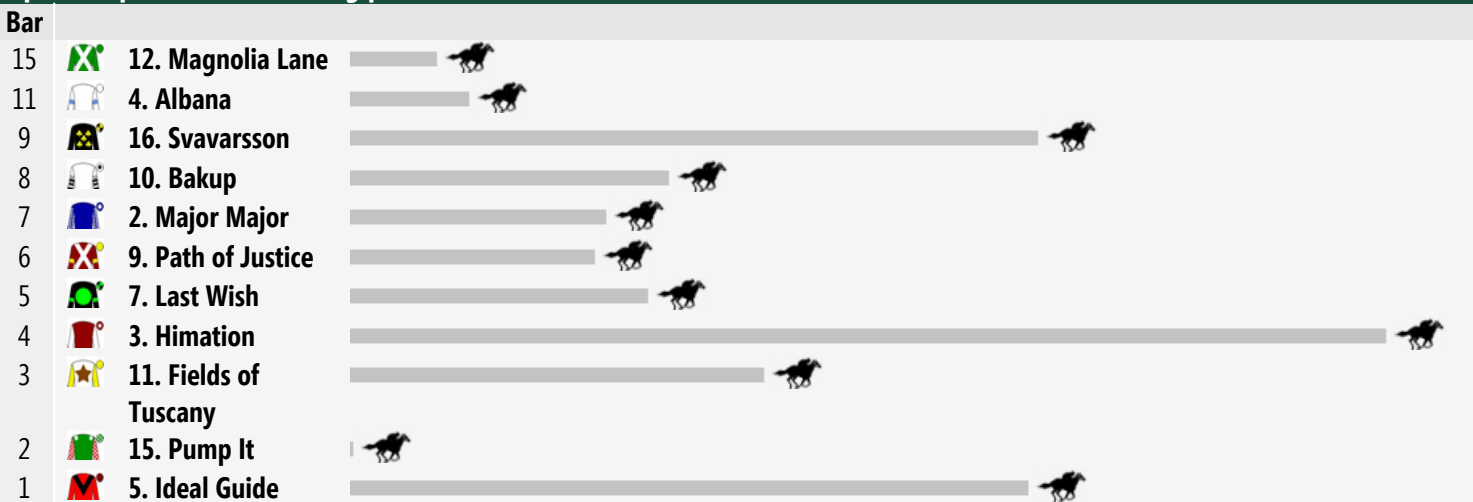 Bar
15 12. Magnolia Lane
11 4. Albana
9 16. Svavarsson
8 10. Bakup
7 2. Major Major
6 9. Path of Justice
5 7. Last Wish
4 3. Himation
3 11. Fields of
Tuscany
2 15. Pump It
1 5. Ideal Guide